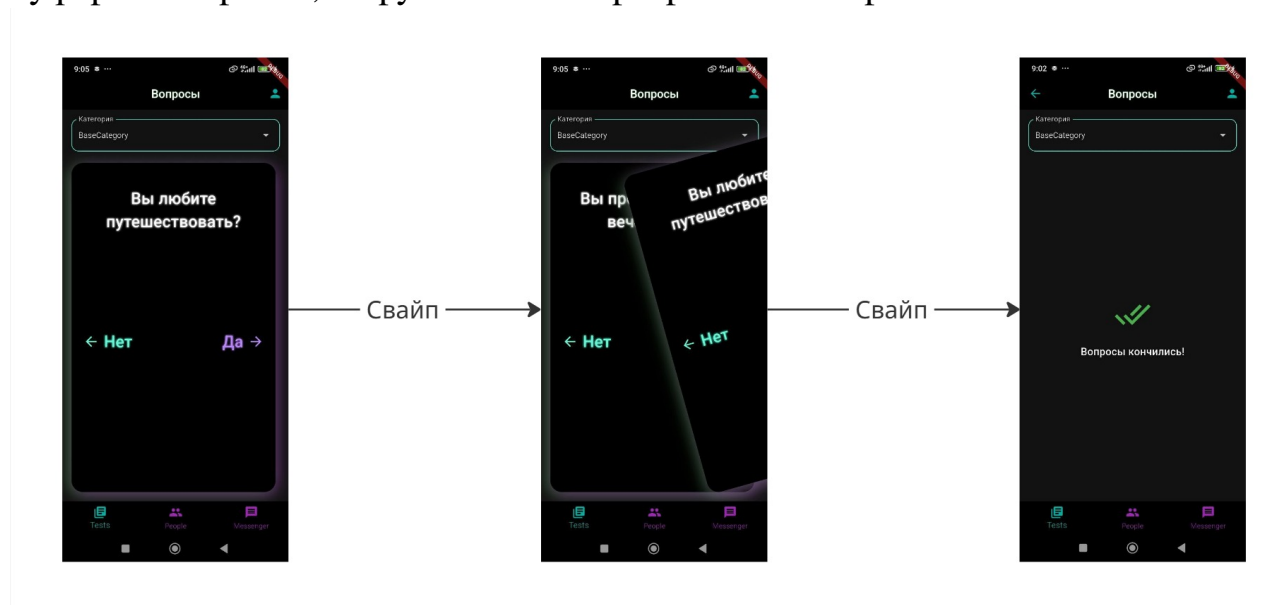 9:05
Вопросы
Категория
BaseCategory
Вы любите
путешествовать?
← Нет
Да →
Tests
People
Messenger
Свайп
9:05
Вопросы
Категория
BaseCategory
Вы любите
путешествов
Вы пр
веч
← Нет
← Нет
Tests
People
Messenger
Свайп
9:02
Вопросы
Категория
BaseCategory
Вопросы кончились!
Tests
People
Messenger